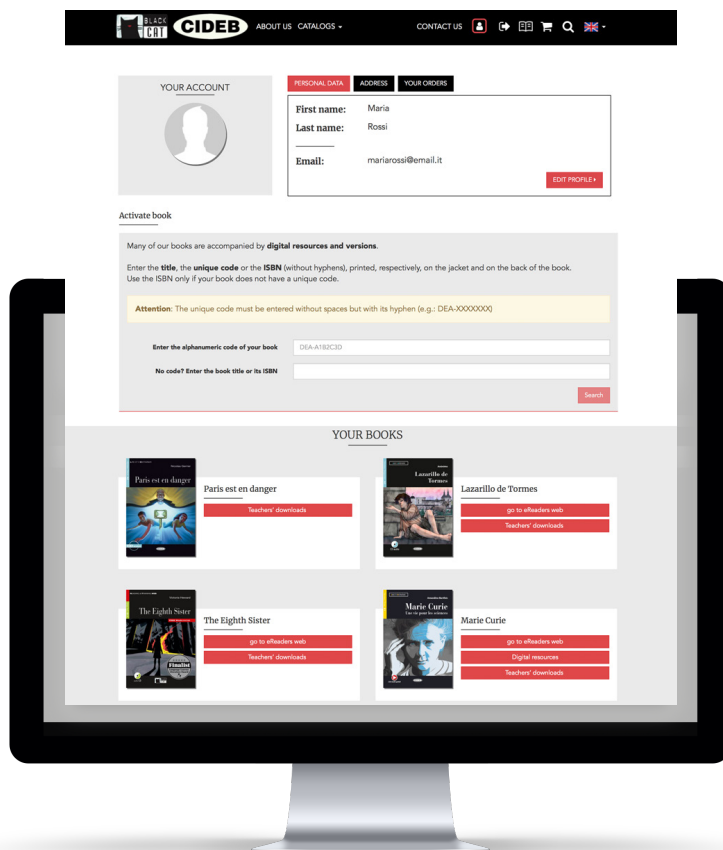 BLACK
CAT
CIDEB
ABOUT US
CATALOGS
CONTACT US
YOUR ACCOUNT
PERSONAL DATA
ADDRESS
YOUR ORDERS
First name:
Maria
Last name:
Rossi
Email:
mariarossi@email.it
EDIT PROFILE
Activate book
Many of our books are accompanied by digital resources and versions.
Enter the title, the unique code or the ISBN (without hyphens), printed, respectively, on the jacket and on the back of the book.
Use the ISBN only if your book does not have a unique code.
Attention: The unique code must be entered without spaces but with its hyphen (e.g.: DEA-XXXXXXX)
Enter the alphanumeric code of your book
DEA-A1B2C3D
No code? Enter the book title or its ISBN
Search
YOUR BOOKS
Paris est en danger
Paris est en danger
Teachers' downloads
Lazarillo de
Tormes
Lazarillo de Tormes
go to eReaders web
Teachers' downloads
The Eighth Sister
Finalist
The Eighth Sister
go to eReaders web
Teachers' downloads
Marie Curie
Une vie pour les sciences
Marie Curie
go to eReaders web
Digital resources
Teachers' downloads